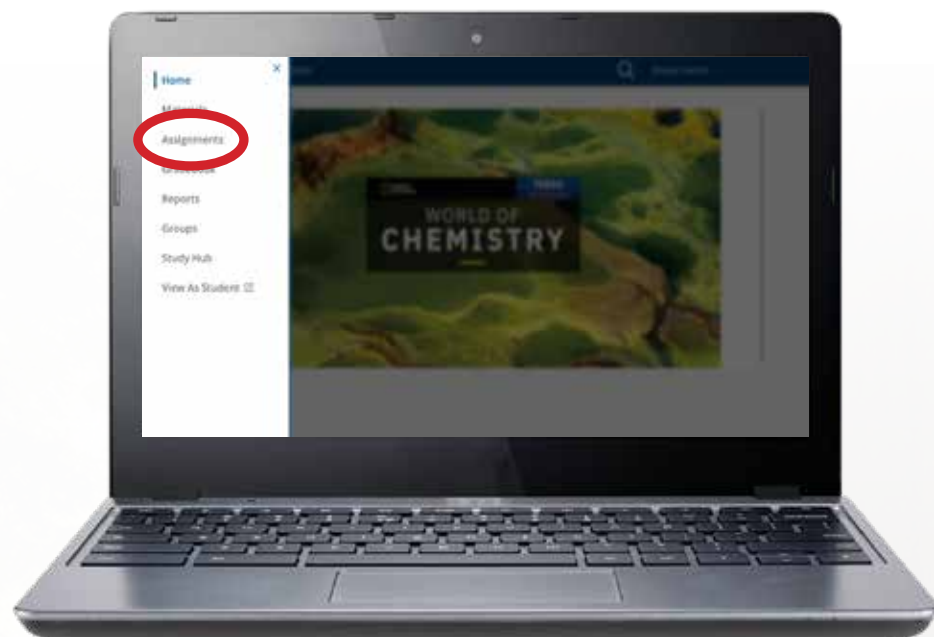 Home
Materials
Assignments
Gradebook
Reports
Groups
Study Hub
View As Student
WORLD OF
CHEMISTRY